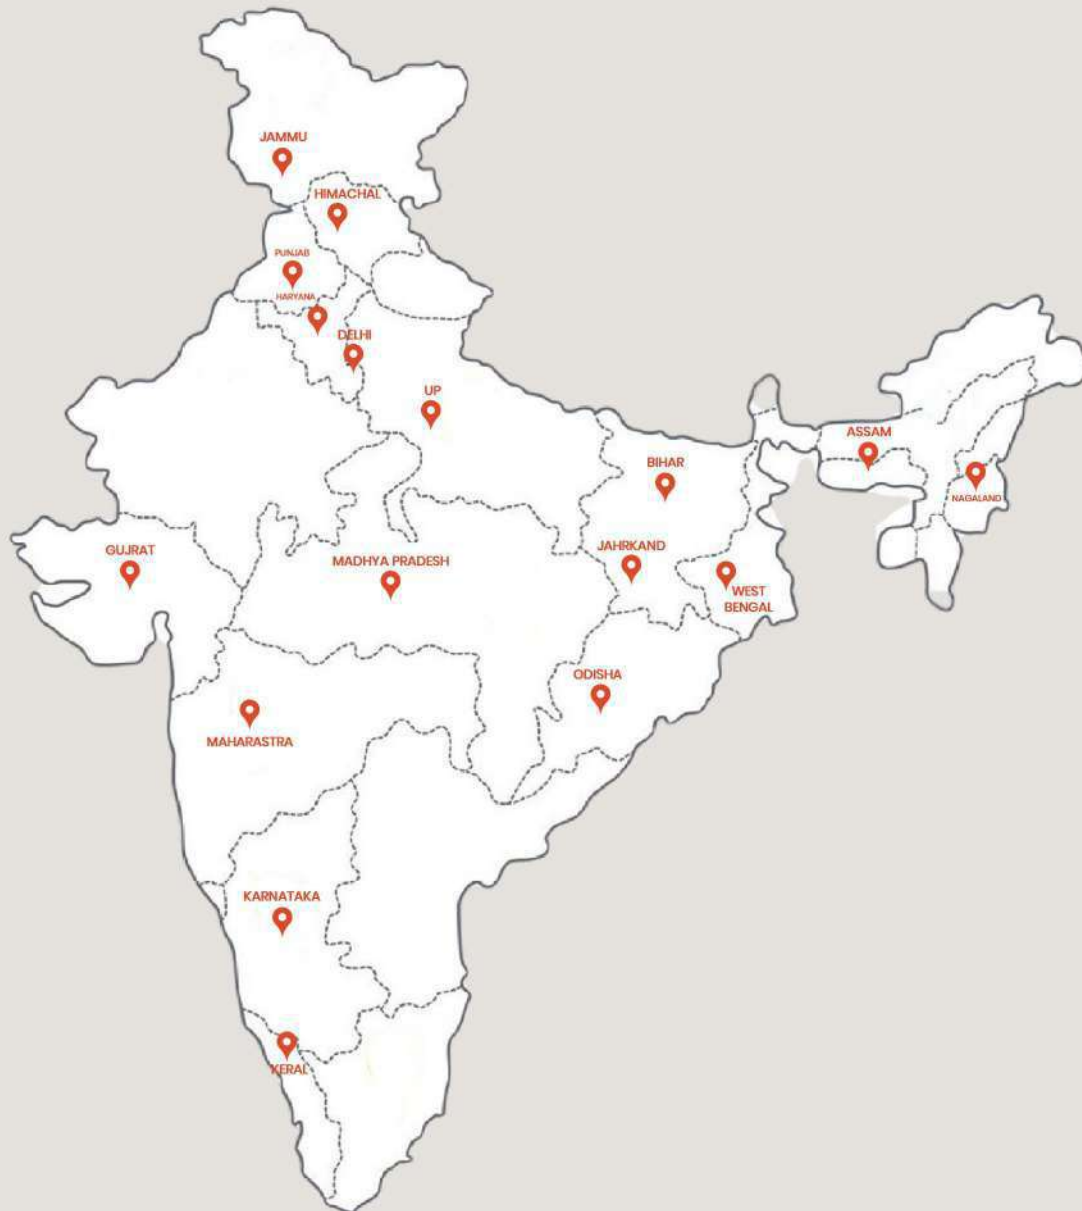 JAMMU
HIMACHAL
PUNJAB
HARYANA
DELHI
UP
ASSAM
BIHAR
NAGALAND
GUJRAT
MADHYA PRADESH
JAHRKAND
WEST
BENGAL
ODISHA
MAHARASTRA
KARNATAKA
KERAL